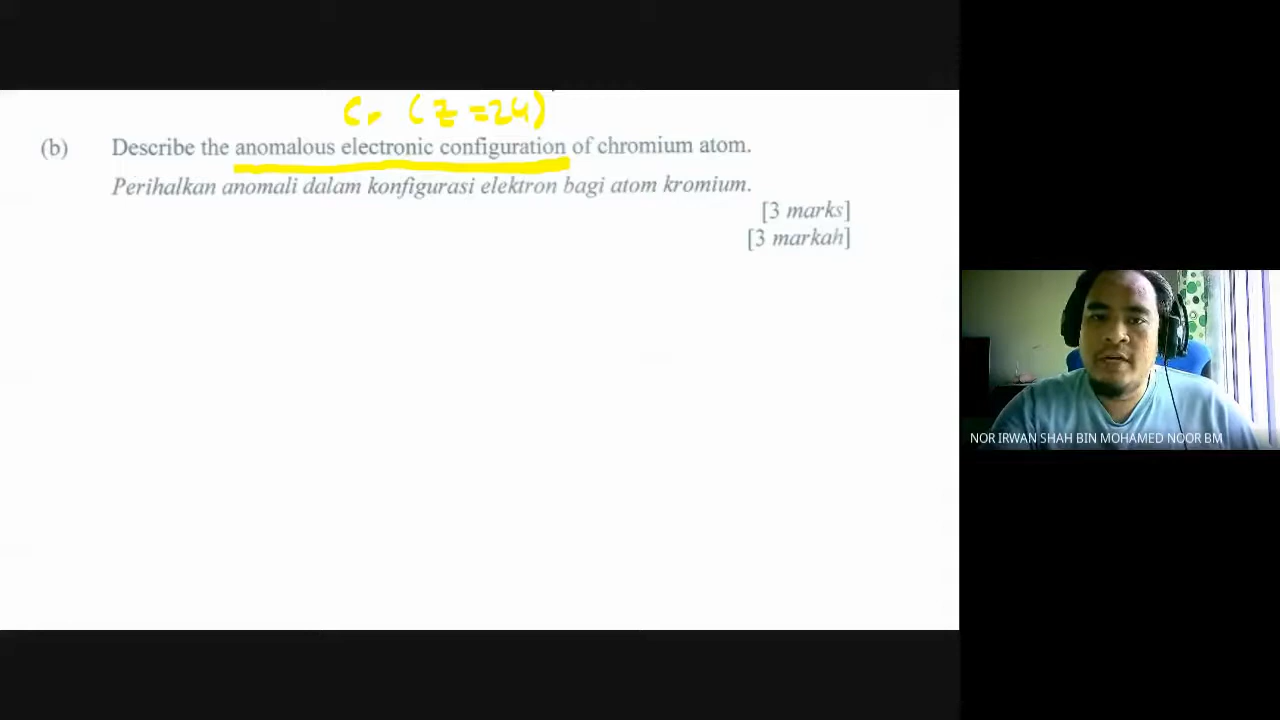 Cr (Z=24)
(b) Describe the anomalous electronic configuration of chromium atom.
Perihalkan anomali dalam konfigurasi elektron bagi atom kromium.
[3 marks]
[3 markah]
NOR IRWAN SHAH BIN MOHAMED NOOR BM